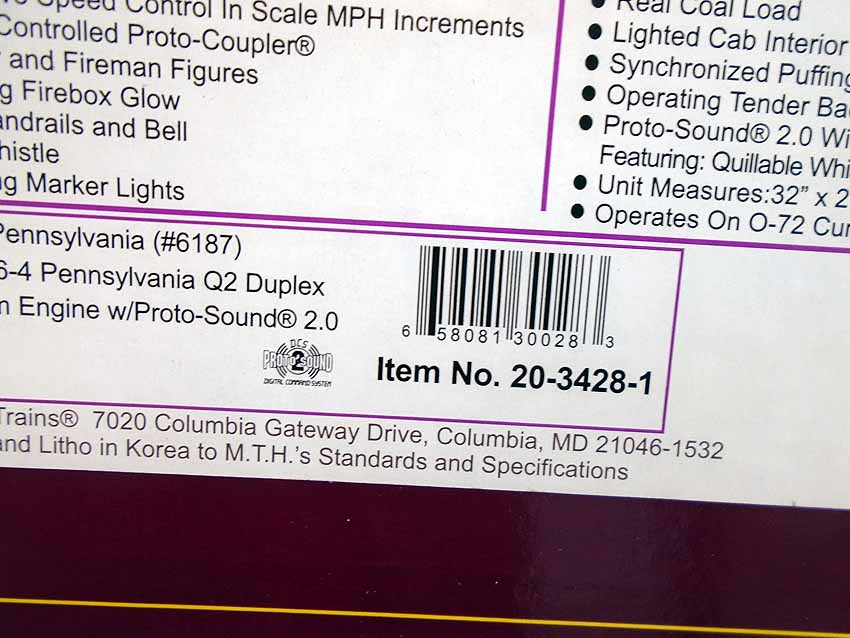 Speed Control In Scale MPH Increments
Controlled Proto-Coupler®
and Fireman Figures
g Firebox Glow
andrails and Bell
histle
g Marker Lights
Real Coal Load
Lighted Cab Interior
Synchronized Puffing
Operating Tender Ba
Proto-Sound® 2.0 Wi
Featuring: Quillable Whi
Unit Measures:32” x 2
Operates On O-72 Cur
Pennsylvania (#6187)
6-4 Pennsylvania Q2 Duplex
m Engine w/Proto-Sound® 2.0
DCS
PROTO-SOUND
2
DIGITAL COMMAND SYSTEM
6 58081 30028 3
Item No. 20-3428-1
Trains® 7020 Columbia Gateway Drive, Columbia, MD 21046-1532
and Litho in Korea to M.T.H.'s Standards and Specifications